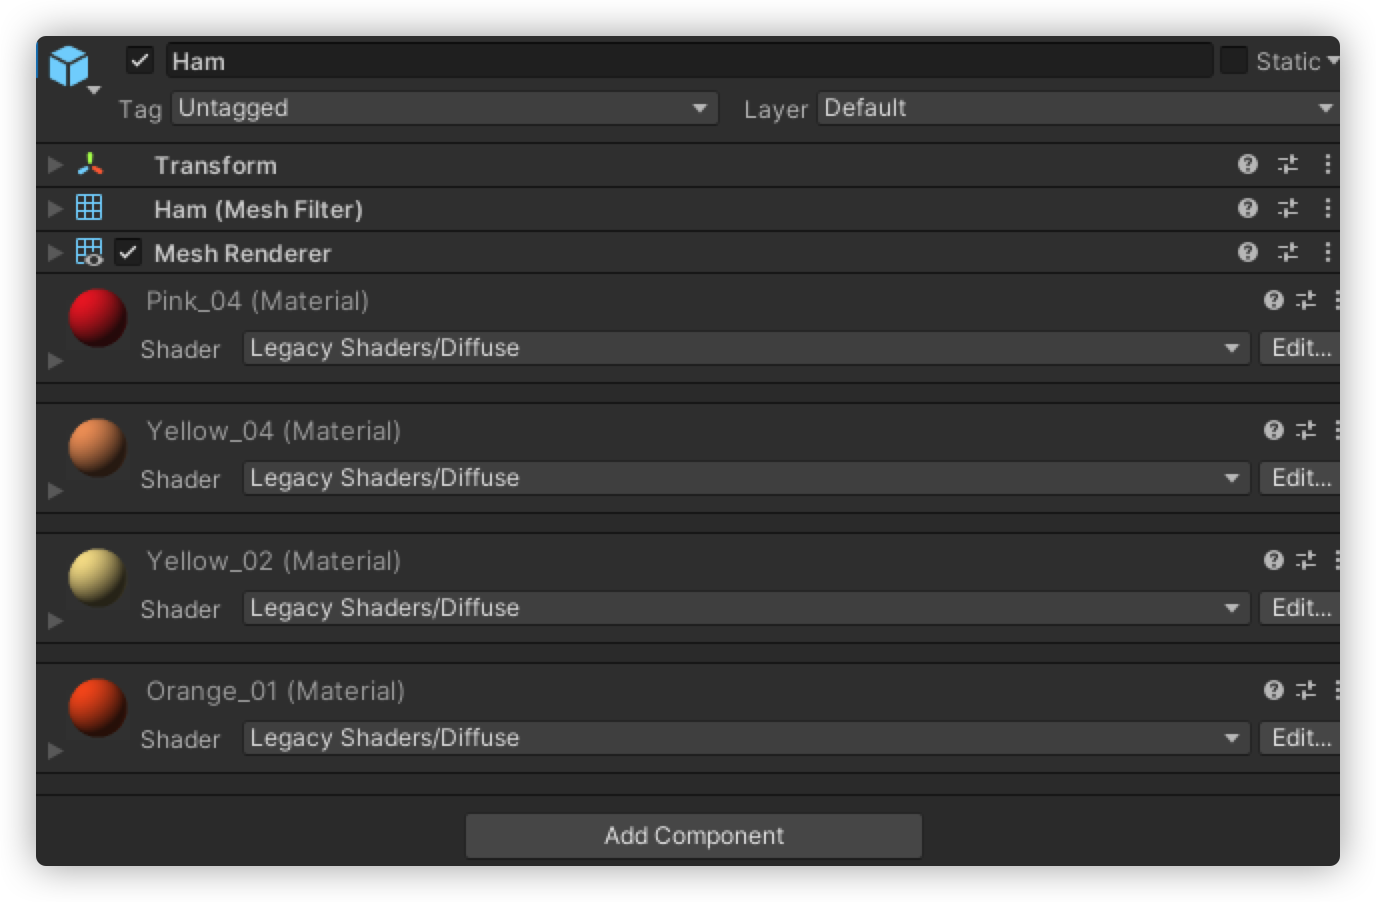 Ham Static
Tag Untagged Layer Default
Transform
Ham (Mesh Filter)
Mesh Renderer
Pink_04 (Material)
Shader Legacy Shaders/Diffuse Edit...
Yellow_04 (Material)
Shader Legacy Shaders/Diffuse Edit...
Yellow_02 (Material)
Shader Legacy Shaders/Diffuse Edit...
Orange_01 (Material)
Shader Legacy Shaders/Diffuse Edit...
Add Component